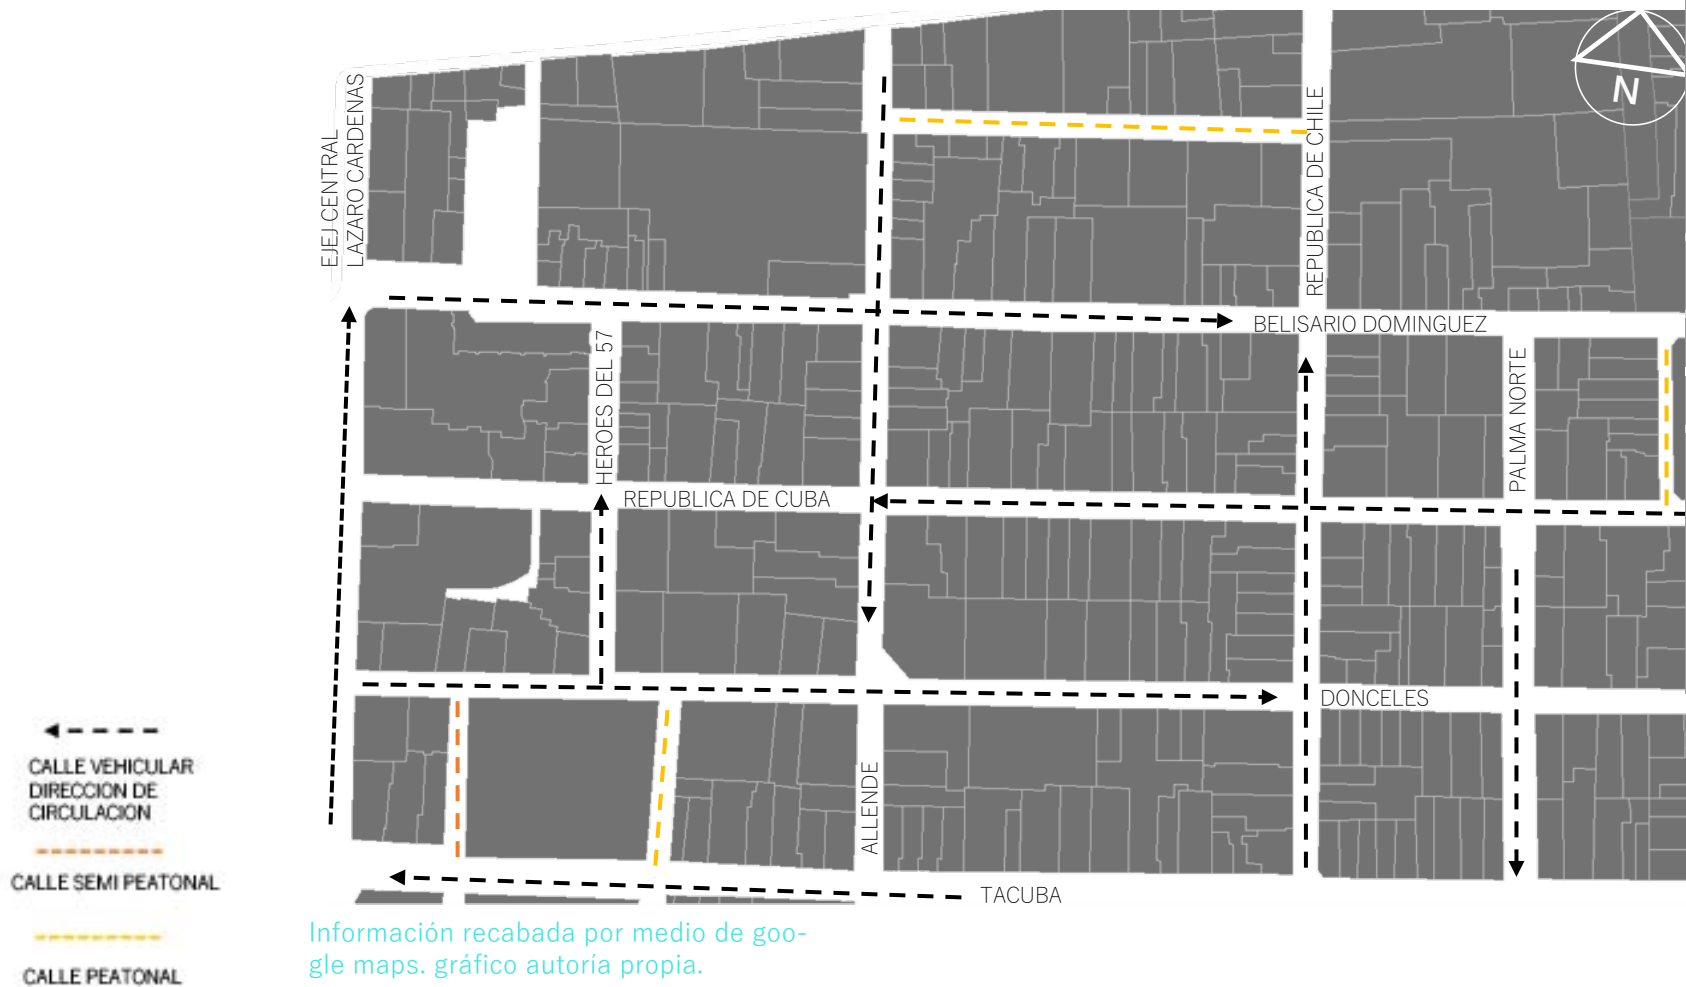 EJEJ CENTRAL
LAZARO CARDENAS
REPUBLICA DE CHILE
N
BELISARIO DOMINGUEZ
HEROES DEL 57
PALMA NORTE
REPUBLICA DE CUBA
DONCELES
ALLENDE
TACUBA
CALLE VEHICULAR
DIRECCION DE
CIRCULACION
CALLE SEMI PEATONAL
CALLE PEATONAL
Información recabada por medio de goo-
gle maps. gráfico autoría propia.